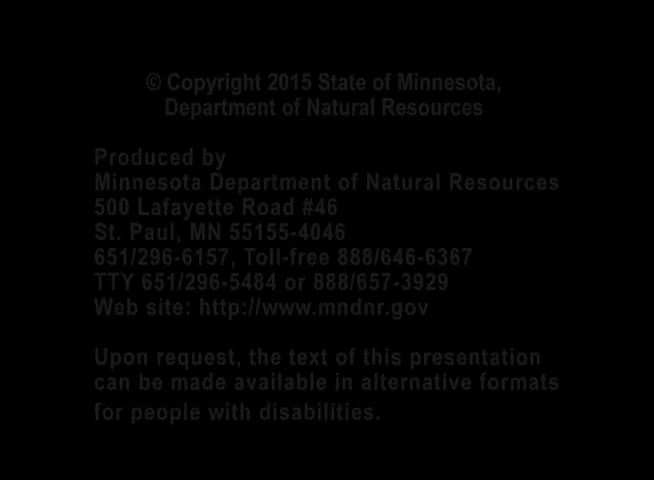 © Copyright 2015 State of Minnesota,
Department of Natural Resources
Produced by
Minnesota Department of Natural Resources
500 Lafayette Road #46
St. Paul, MN 55155-4046
651/296-6157, Toll-free 888/646-6367
TTY 651/296-5484 or 888/657-3929
Web site: http://www.mndnr.gov
Upon request, the text of this presentation
can be made available in alternative formats
for people with disabilities.